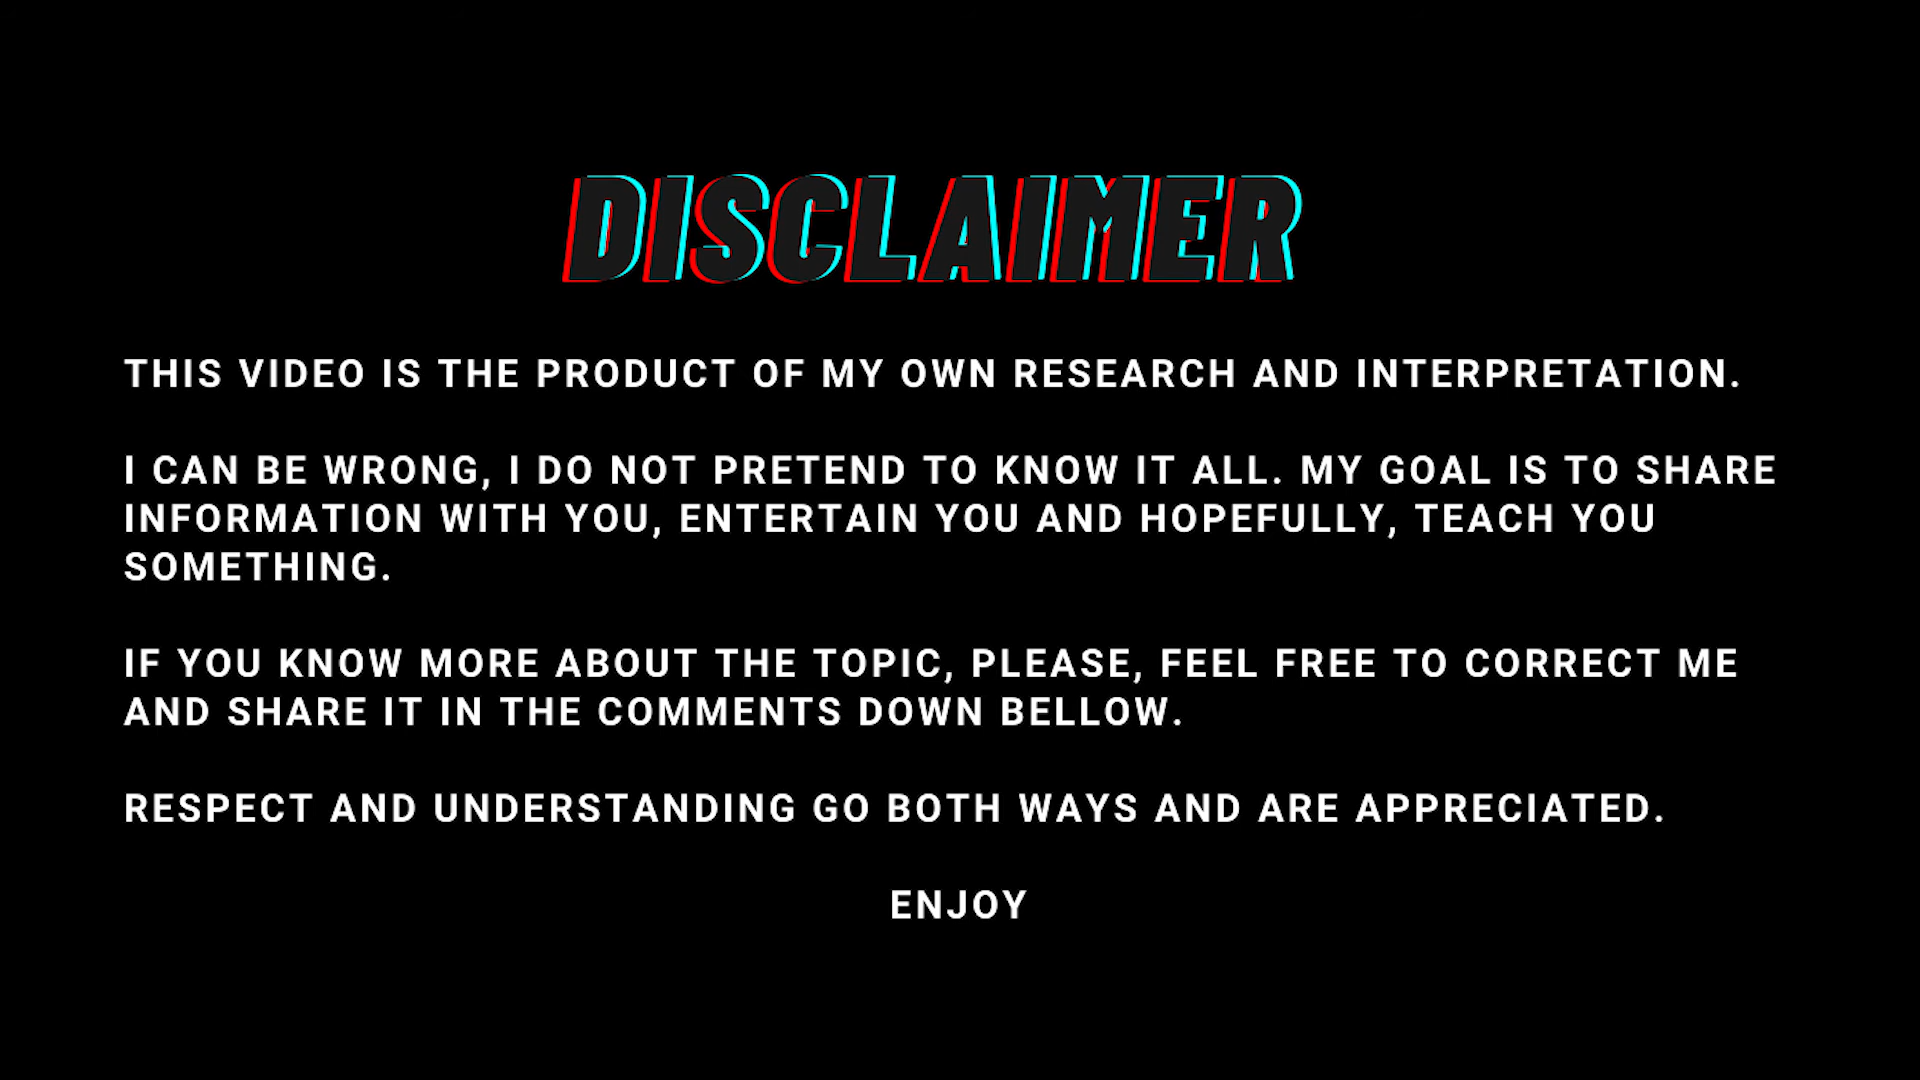 DISCLAIMER
THIS VIDEO IS THE PRODUCT OF MY OWN RESEARCH AND INTERPRETATION.
I CAN BE WRONG, I DO NOT PRETEND TO KNOW IT ALL. MY GOAL IS TO SHARE
INFORMATION WITH YOU, ENTERTAIN YOU AND HOPEFULLY, TEACH YOU
SOMETHING.
IF YOU KNOW MORE ABOUT THE TOPIC, PLEASE, FEEL FREE TO CORRECT ME
AND SHARE IT IN THE COMMENTS DOWN BELLOW.
RESPECT AND UNDERSTANDING GO BOTH WAYS AND ARE APPRECIATED.
ENJOY